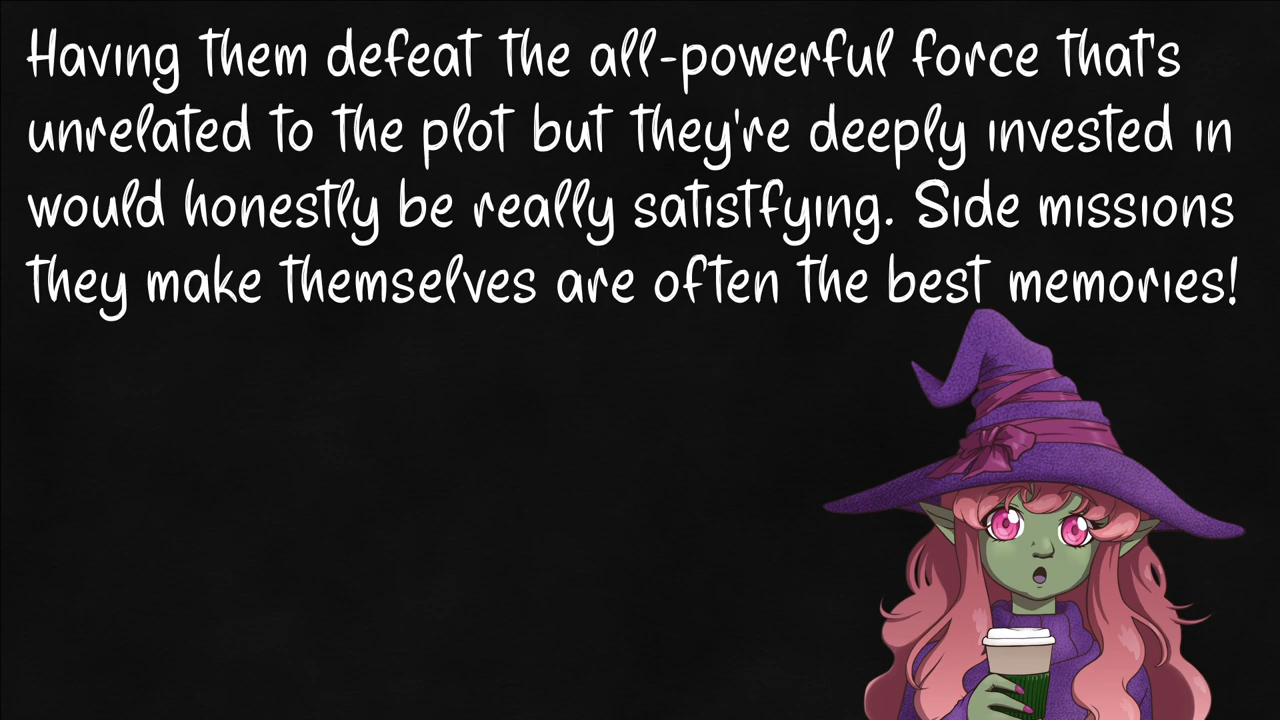 Having them defeat the all-powerful force that's
unrelated to the plot but they're deeply invested in
would honestly be really satistfying. Side missions
they make themselves are often the best memories!